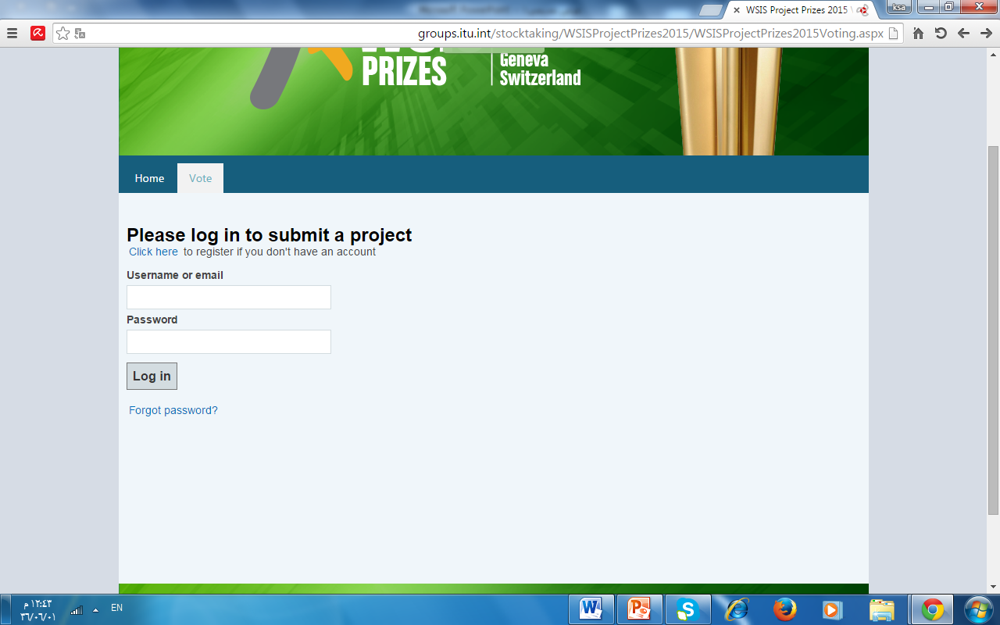 WSIS Project Prizes 2015
ksa
groups.itu.int/stocktaking/WSISProjectPrizes2015/WSISProjectPrizes2015Voting.aspx
PRIZES
Geneva
Switzerland
Home
Vote
Please log in to submit a project
Click here to register if you don't have an account
Username or email
Password
Log in
Forgot password?
١٢:٤٣ م
٣٦/٠٦/٠١
EN